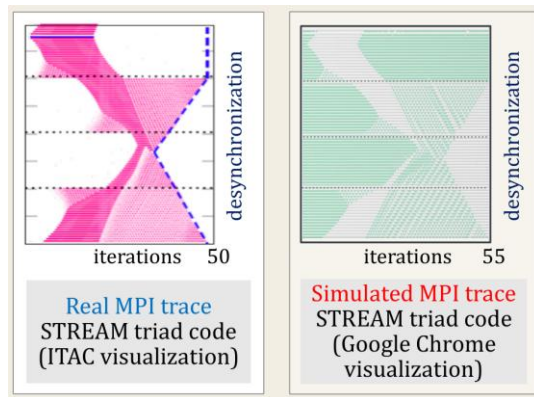 desynchronization
iterations 50
Real MPI trace
STREAM triad code
(ITAC visualization)
desynchronization
iterations 55
Simulated MPI trace
STREAM triad code
(Google Chrome
visualization)